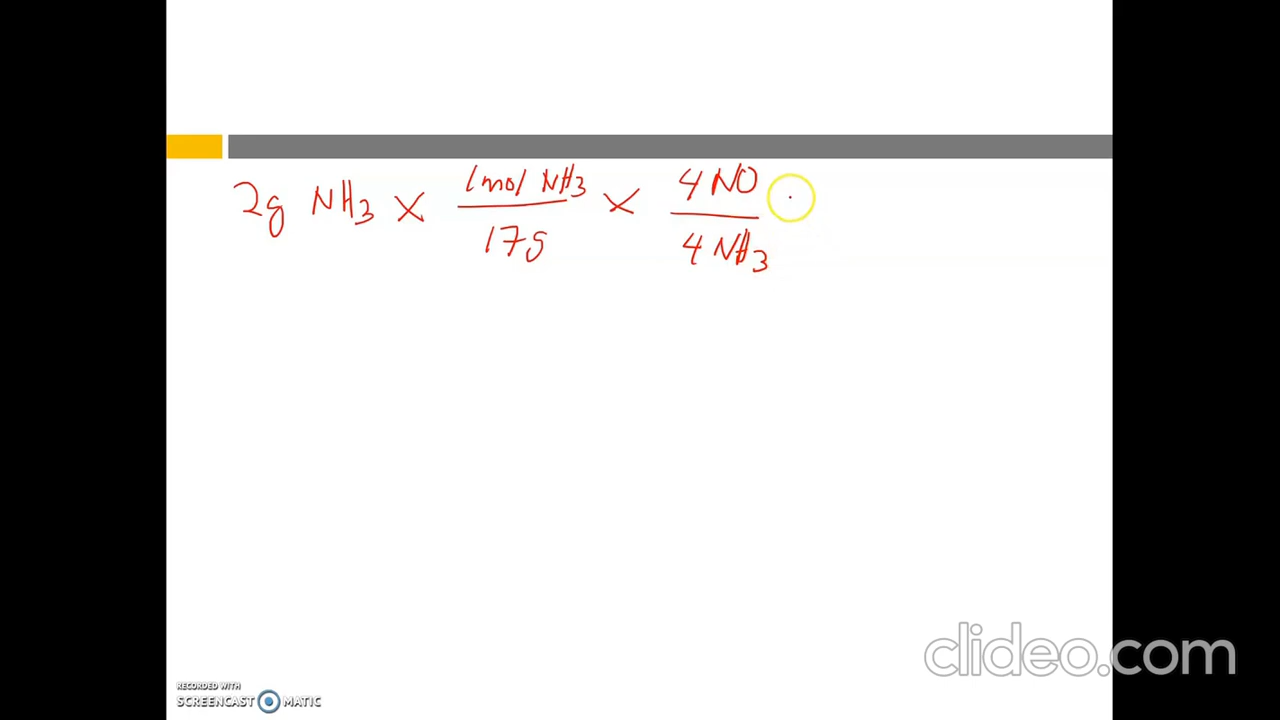 2g NH3 × 1mol NH3 / 17g × 4NO / 4NH3
clideo.com
RECORDED WITH
SCREENCAST MATIC